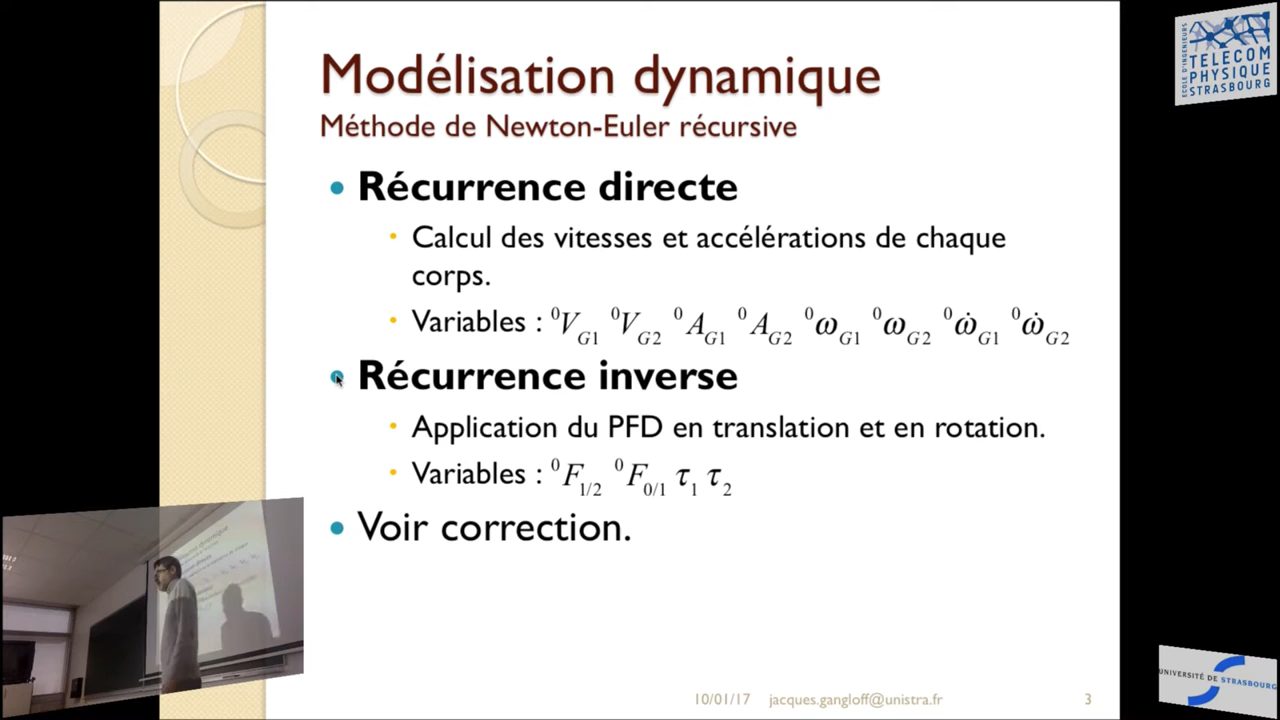 Modélisation dynamique
Méthode de Newton-Euler récursive
• Récurrence directe
• Calcul des vitesses et accélérations de chaque
corps.
• Variables : ⁰V_G1 ⁰V_G2 ⁰A_G1 ⁰A_G2 ⁰ω_G1 ⁰ω_G2 ⁰ω̇_G1 ⁰ω̇_G2
• Récurrence inverse
• Application du PFD en translation et en rotation.
• Variables : ⁰F_1/2 ⁰F_0/1 τ_1 τ_2
• Voir correction.
10/01/17 jacques.gangloff@unistra.fr 3
ECOLE D'INGENIEURS
TELECOM
PHYSIQUE
STRASBOURG
UNIVERSITÉ DE STRASBOURG